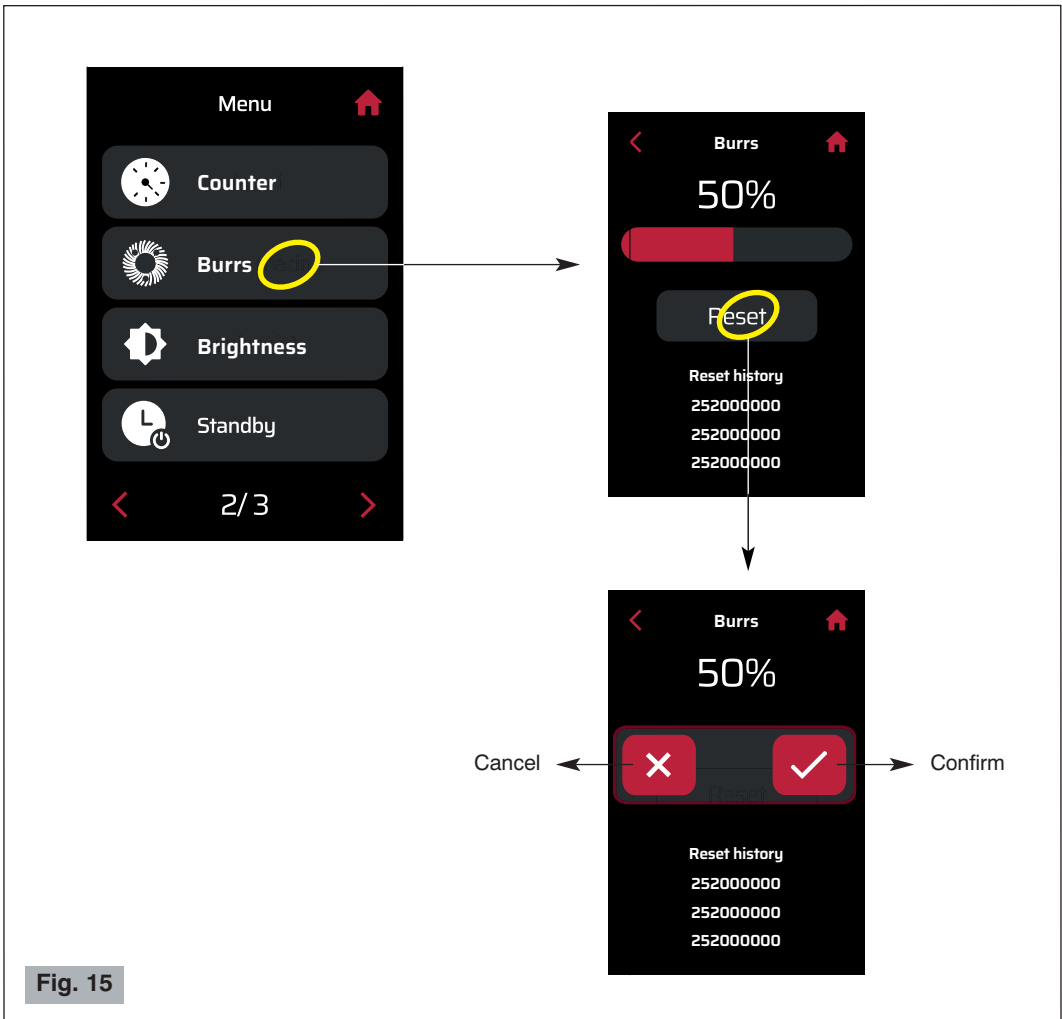 Menu
Counter
Burrs
Brightness
Standby
2/3
Burrs
50%
Reset
Reset history
252000000
252000000
252000000
Burrs
50%
Cancel
Confirm
Reset
Reset history
252000000
252000000
252000000
Fig. 15